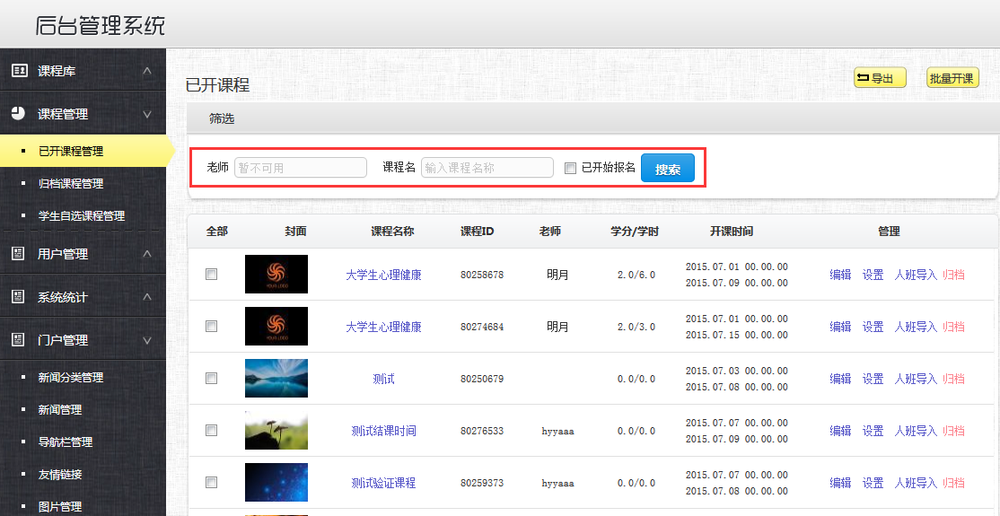 后台管理系统
课程库
课程管理
已开课程管理
归档课程管理
学生自选课程管理
用户管理
系统统计
门户管理
新闻分类管理
新闻管理
导航栏管理
友情链接
图片管理
已开课程
导出 批量开课
筛选
老师 暂不可用 课程名 输入课程名称 已开始报名 搜索
全部 封面 课程名称 课程ID 老师 学分/学时 开课时间 管理
YOUR LOGO 大学生心理健康 80258678 明月 2.0/6.0 2015.07.01 00.00.00 编辑 设置 人班导入 归档
2015.07.09 00.00.00
YOUR LOGO 大学生心理健康 80274684 明月 2.0/3.0 2015.07.01 00.00.00 编辑 设置 人班导入 归档
2015.07.15 00.00.00
测试 80250679 0.0/0.0 2015.07.03 00.00.00 编辑 设置 人班导入 归档
2015.07.08 00.00.00
测试结课时间 80276533 hyyaaa 0.0/0.0 2015.07.07 00.00.00 编辑 设置 人班导入 归档
2015.07.09 00.00.00
测试验证课程 80259373 hyyaaa 0.0/0.0 2015.07.07 00.00.00 编辑 设置 人班导入 归档
2015.07.08 00.00.00